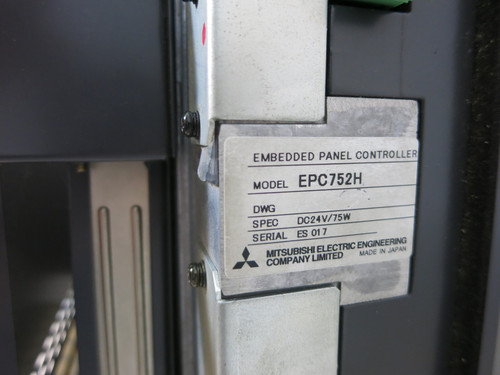 EMBEDDED PANEL CONTROLLER
MODEL EPC752H
DWG
SPEC DC24V/75W
SERIAL ES 017
MITSUBISHI ELECTRIC ENGINEERING
COMPANY LIMITED MADE IN JAPAN